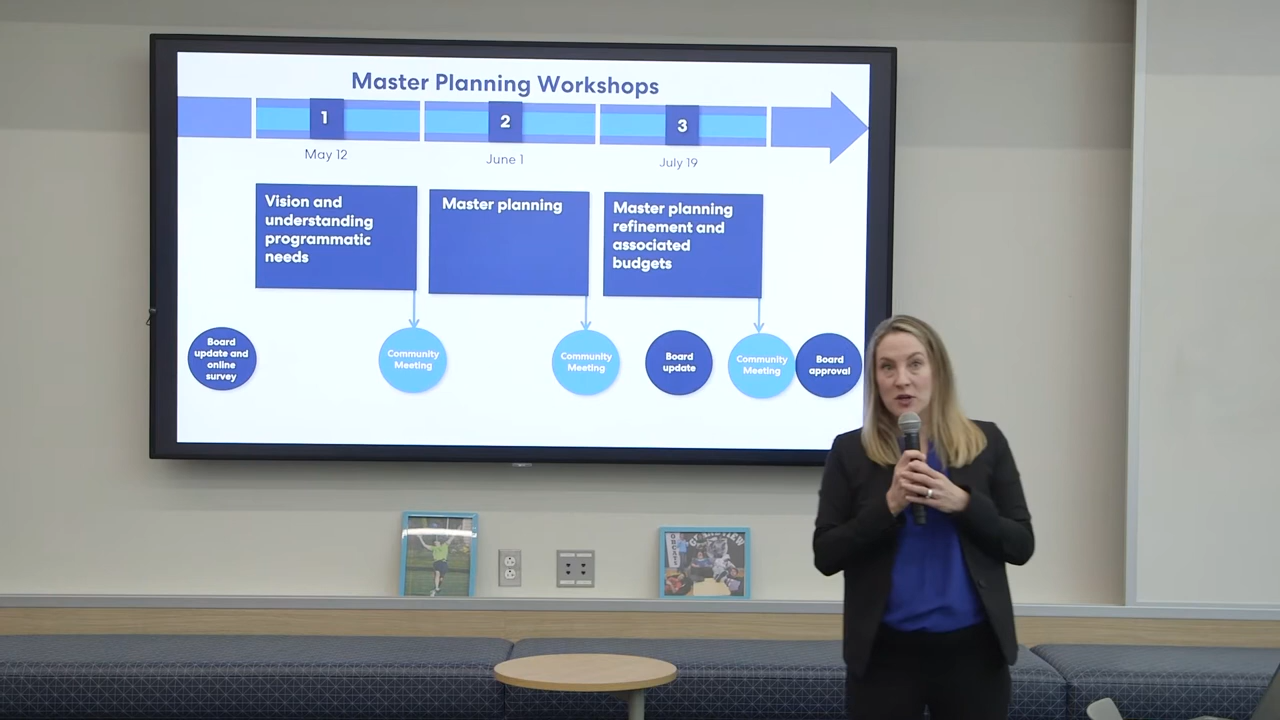 Master Planning Workshops
1
2
3
May 12
June 1
July 19
Vision and
understanding
programmatic
needs
Master planning
Master planning
refinement and
associated
budgets
Board
update and
online
survey
Community
Meeting
Community
Meeting
Board
update
Community
Meeting
Board
approval